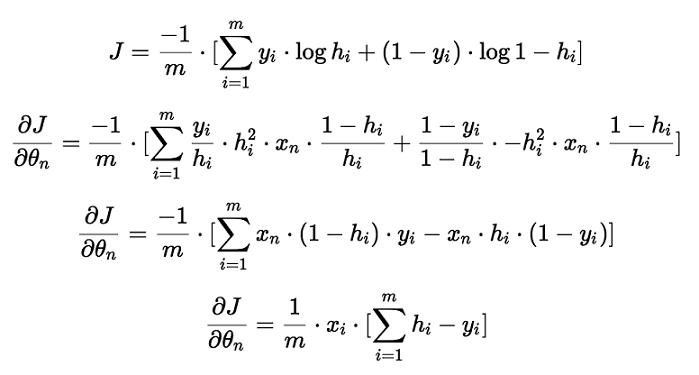 J = \frac{-1}{m} \cdot [\sum_{i=1}^{m} y_i \cdot \log h_i + (1 - y_i) \cdot \log 1 - h_i]
\frac{\partial J}{\partial \theta_n} = \frac{-1}{m} \cdot [\sum_{i=1}^{m} \frac{y_i}{h_i} \cdot h_i^2 \cdot x_n \cdot \frac{1 - h_i}{h_i} + \frac{1 - y_i}{1 - h_i} \cdot -h_i^2 \cdot x_n \cdot \frac{1 - h_i}{h_i}]
\frac{\partial J}{\partial \theta_n} = \frac{-1}{m} \cdot [\sum_{i=1}^{m} x_n \cdot (1 - h_i) \cdot y_i - x_n \cdot h_i \cdot (1 - y_i)]
\frac{\partial J}{\partial \theta_n} = \frac{1}{m} \cdot x_i \cdot [\sum_{i=1}^{m} h_i - y_i]